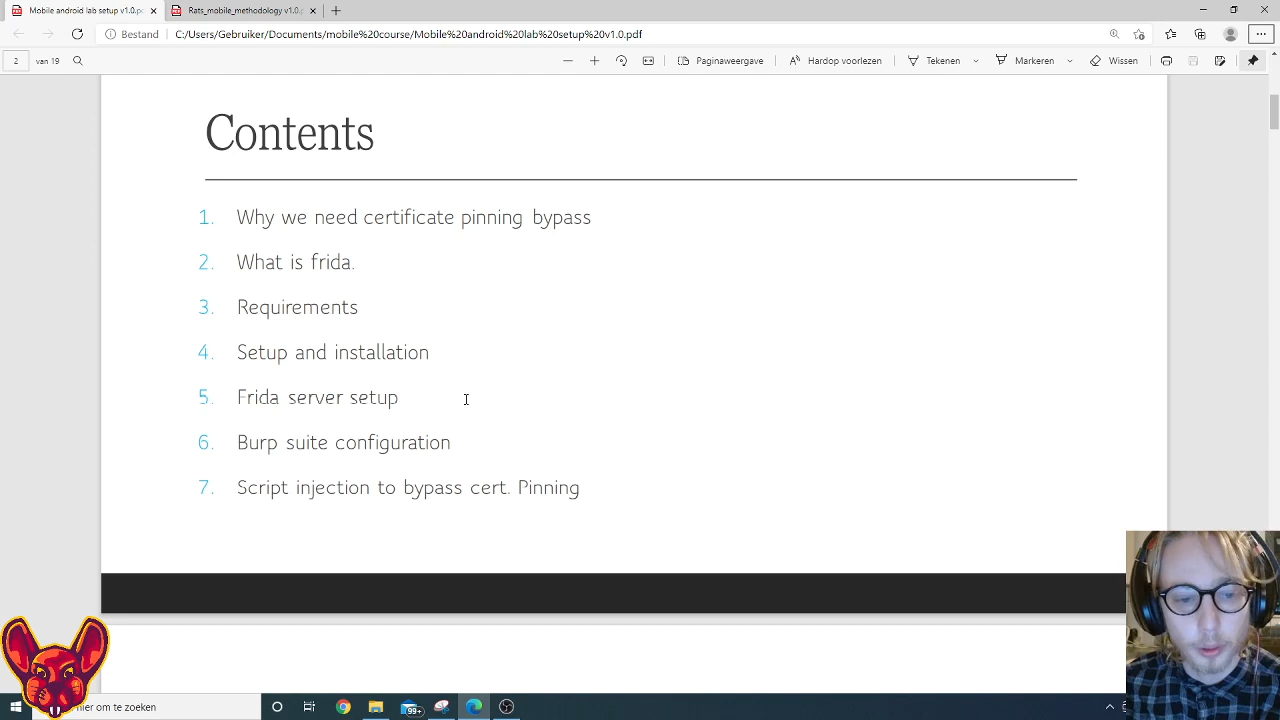 Mobile android lab setup v1.0.pd
Rats_mobile_methodology v1.0.p
Bestand
C:/Users/Gebruiker/Documents/mobile%20course/Mobile%20android%20lab%20setup%20v1.0.pdf
2
van 19
Paginaweergave
Hardop voorlezen
Tekenen
Markeren
Wissen
Contents
1. Why we need certificate pinning bypass
2. What is frida.
3. Requirements
4. Setup and installation
5. Frida server setup
6. Burp suite configuration
7. Script injection to bypass cert. Pinning
hier om te zoeken
99+